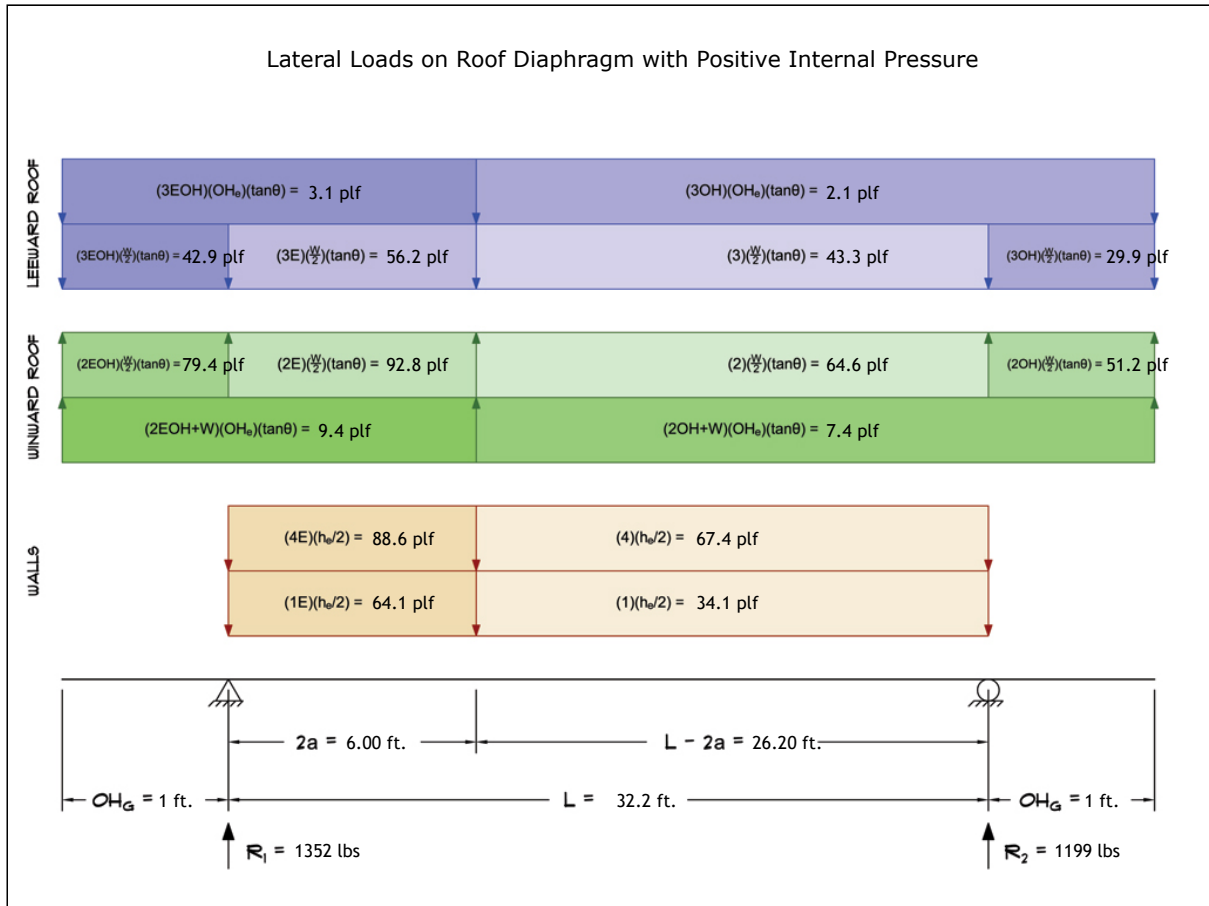 Lateral Loads on Roof Diaphragm with Positive Internal Pressure
LEEWARD ROOF
(3EOH)(OHₑ)(tanθ) = 3.1 plf
(3OH)(OHₑ)(tanθ) = 2.1 plf
(3EOH)(W/2)(tanθ) = 42.9 plf
(3E)(W/2)(tanθ) = 56.2 plf
(3)(W/2)(tanθ) = 43.3 plf
(3OH)(W/2)(tanθ) = 29.9 plf
WINWARD ROOF
(2EOH)(W/2)(tanθ) = 79.4 plf
(2E)(W/2)(tanθ) = 92.8 plf
(2)(W/2)(tanθ) = 64.6 plf
(2OH)(W/2)(tanθ) = 51.2 plf
(2EOH+W)(OHₑ)(tanθ) = 9.4 plf
(2OH+W)(OHₑ)(tanθ) = 7.4 plf
WALLS
(4E)(hₑ/2) = 88.6 plf
(4)(hₑ/2) = 67.4 plf
(1E)(hₑ/2) = 64.1 plf
(1)(hₑ/2) = 34.1 plf
2a = 6.00 ft.
L - 2a = 26.20 ft.
OH_G = 1 ft.
L = 32.2 ft.
OH_G = 1 ft.
R₁ = 1352 lbs
R₂ = 1199 lbs